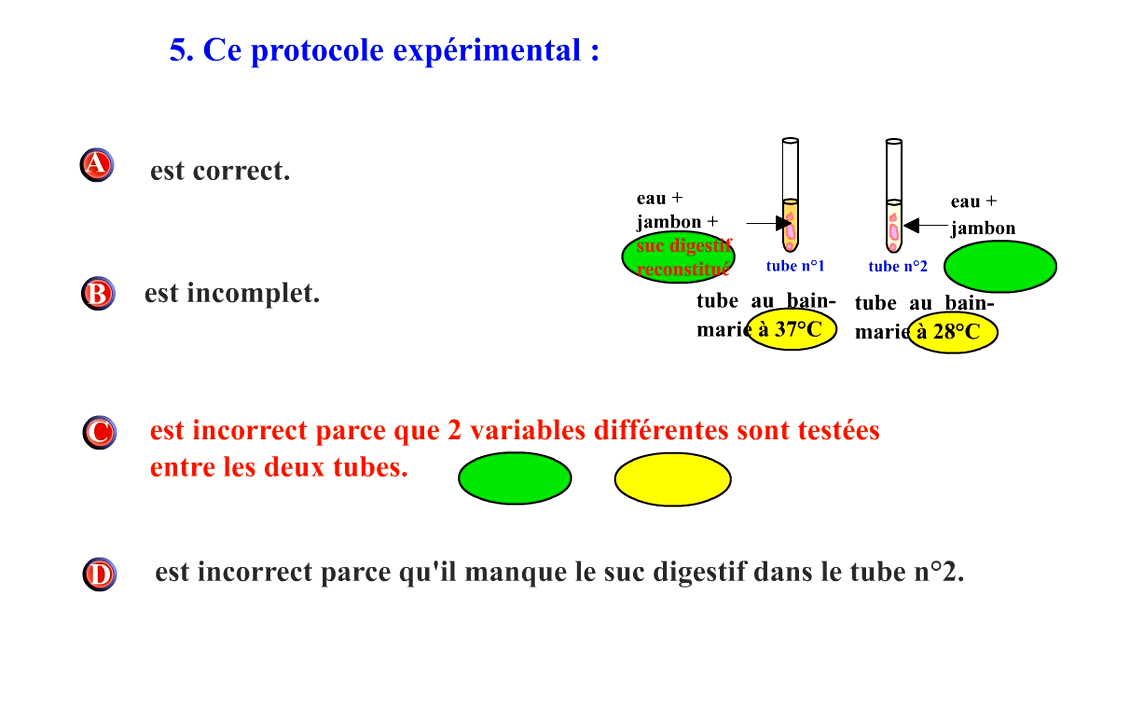 5. Ce protocole expérimental :
A est correct.
eau +
jambon +
suc digestif
reconstitué
tube n°1
tube au bain-
marie à 37°C
eau +
jambon
tube n°2
tube au bain-
marie à 28°C
B est incomplet.
C est incorrect parce que 2 variables différentes sont testées
entre les deux tubes.
D est incorrect parce qu'il manque le suc digestif dans le tube n°2.